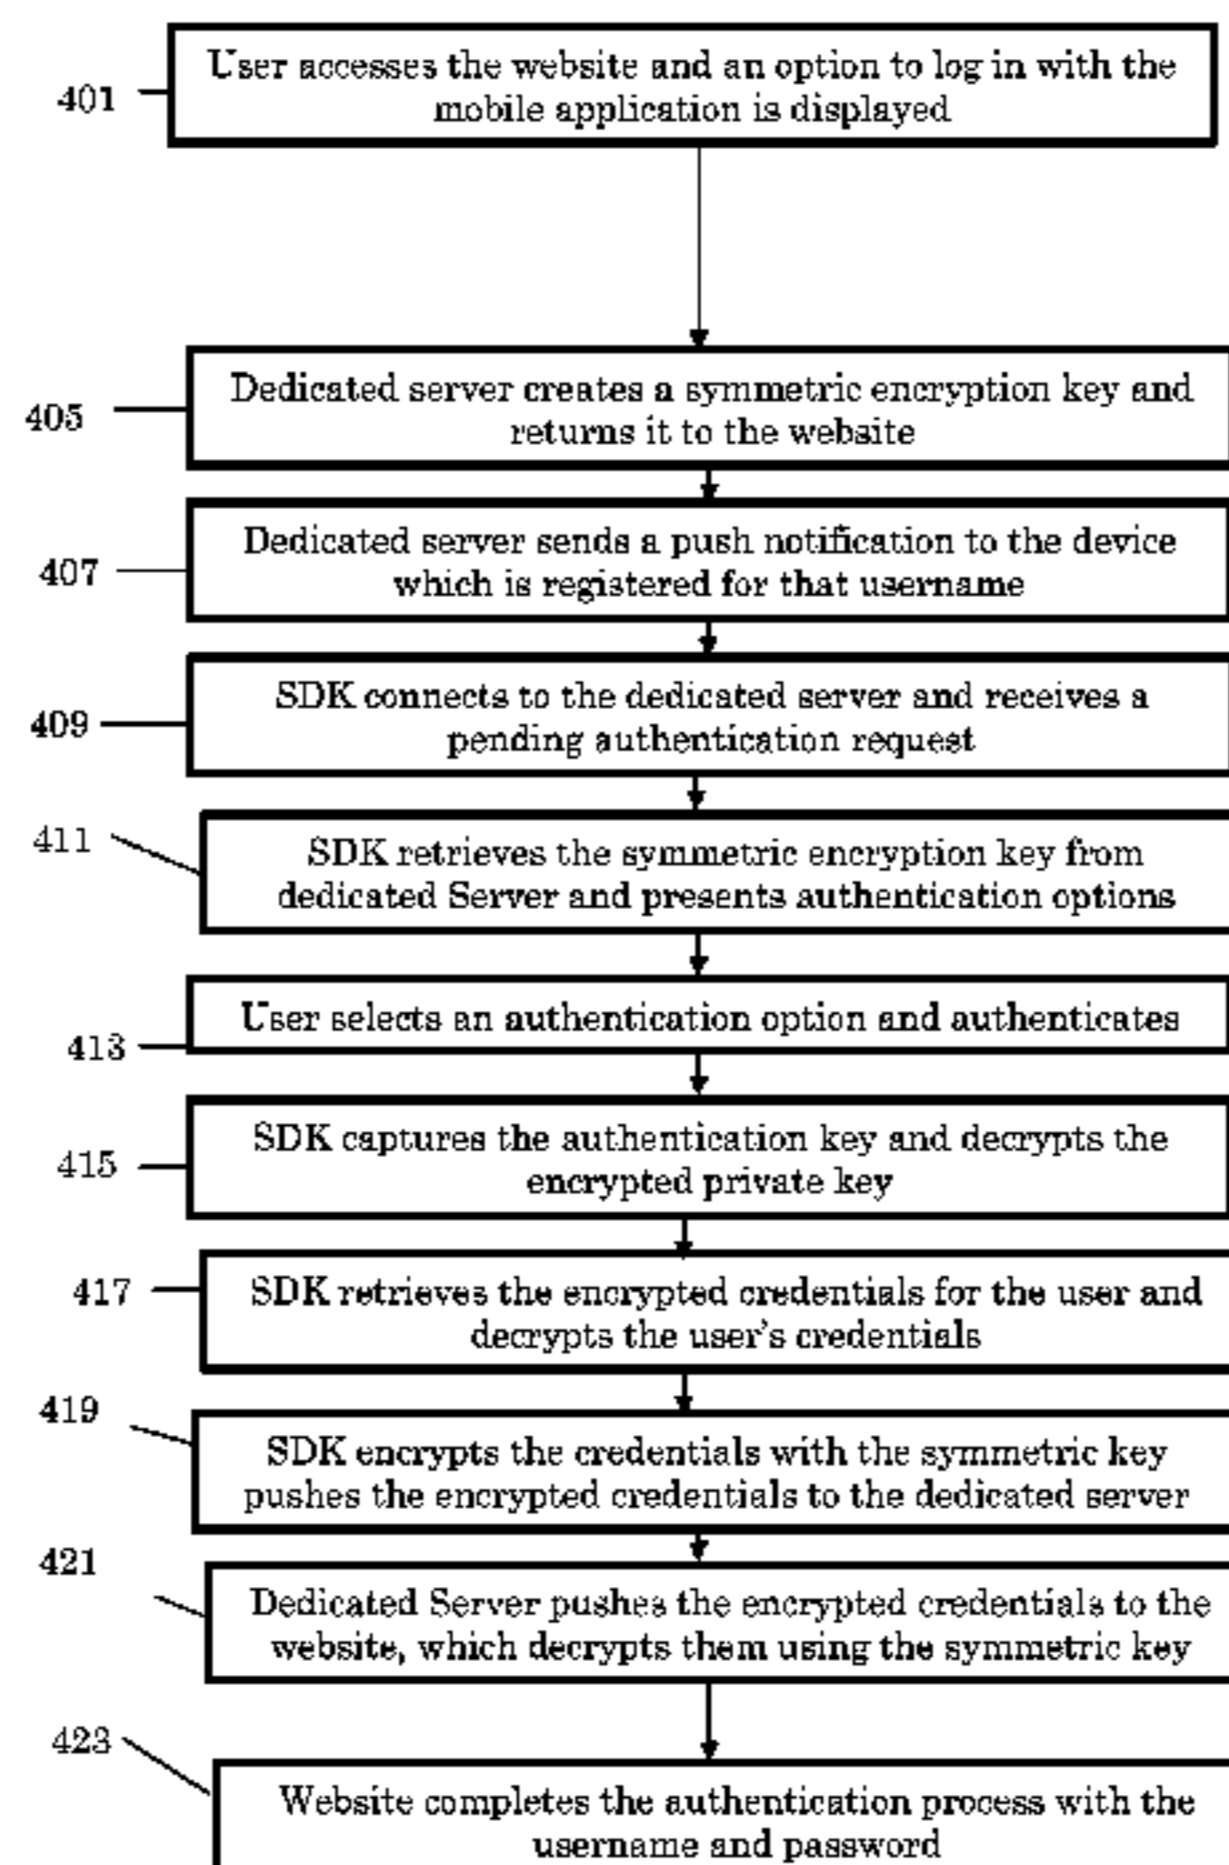 401
User accesses the website and an option to log in with the
mobile application is displayed
405
Dedicated server creates a symmetric encryption key and
returns it to the website
407
Dedicated server sends a push notification to the device
which is registered for that username
409
SDK connects to the dedicated server and receives a
pending authentication request
411
SDK retrieves the symmetric encryption key from
dedicated Server and presents authentication options
413
User selects an authentication option and authenticates
415
SDK captures the authentication key and decrypts the
encrypted private key
417
SDK retrieves the encrypted credentials for the user and
decrypts the user's credentials
419
SDK encrypts the credentials with the symmetric key
pushes the encrypted credentials to the dedicated server
421
Dedicated Server pushes the encrypted credentials to the
website, which decrypts them using the symmetric key
423
Website completes the authentication process with the
username and password